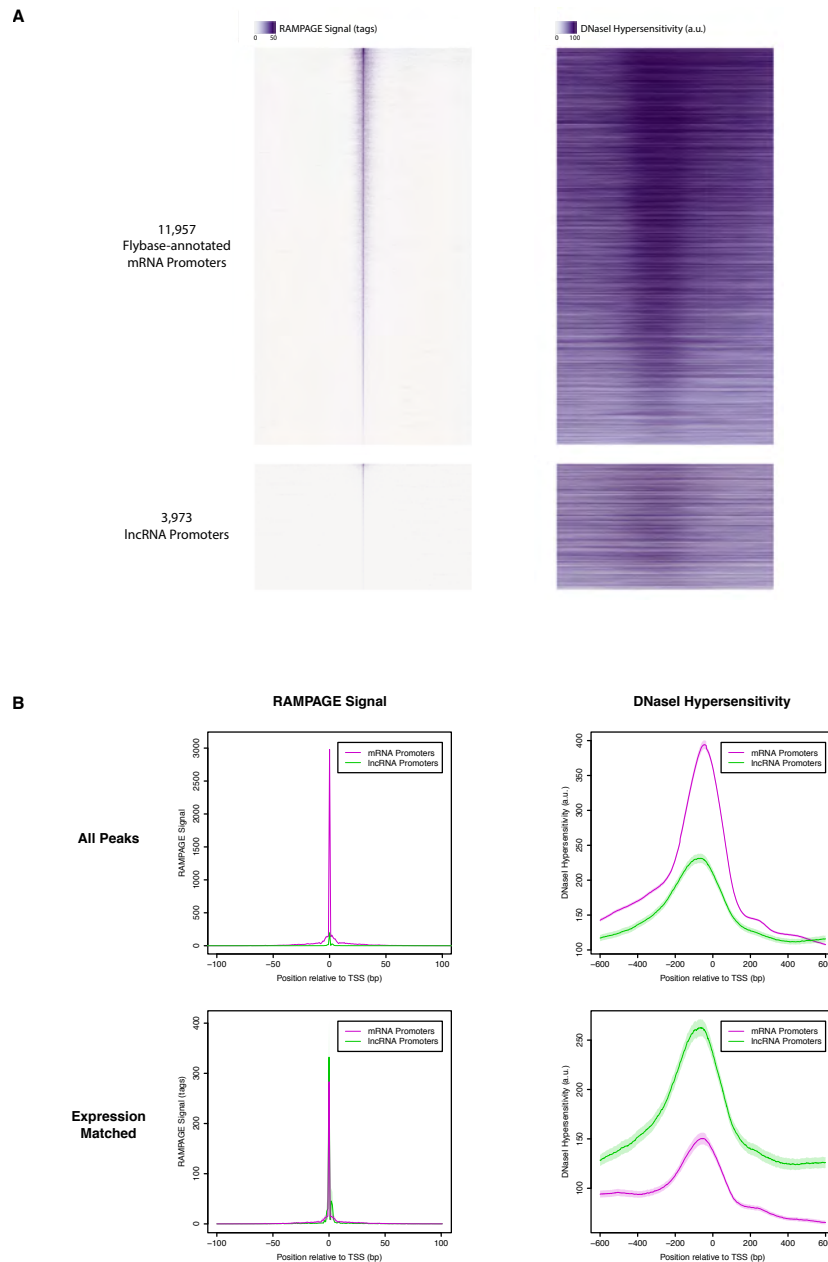 A
RAMPAGE Signal (tags)
0 50
DNaseI Hypersensitivity (a.u.)
0 100
11,957
Flybase-annotated
mRNA Promoters
3,973
lncRNA Promoters
B
RAMPAGE Signal
DNaseI Hypersensitivity
All Peaks
RAMPAGE Signal
0 500 1000 1500 2000 2500 3000
mRNA Promoters
lncRNA Promoters
−100 −50 0 50 100
Position relative to TSS (bp)
DNaseI Hypersensitivity (a.u.)
100 150 200 250 300 350 400
mRNA Promoters
lncRNA Promoters
−600 −400 −200 0 200 400 600
Position relative to TSS (bp)
Expression
Matched
RAMPAGE Signal (tags)
0 100 200 300 400
mRNA Promoters
lncRNA Promoters
−100 −50 0 50 100
Position relative to TSS (bp)
DNaseI Hypersensitivity (a.u.)
100 150 200 250
mRNA Promoters
lncRNA Promoters
−600 −400 −200 0 200 400 600
Position relative to TSS (bp)